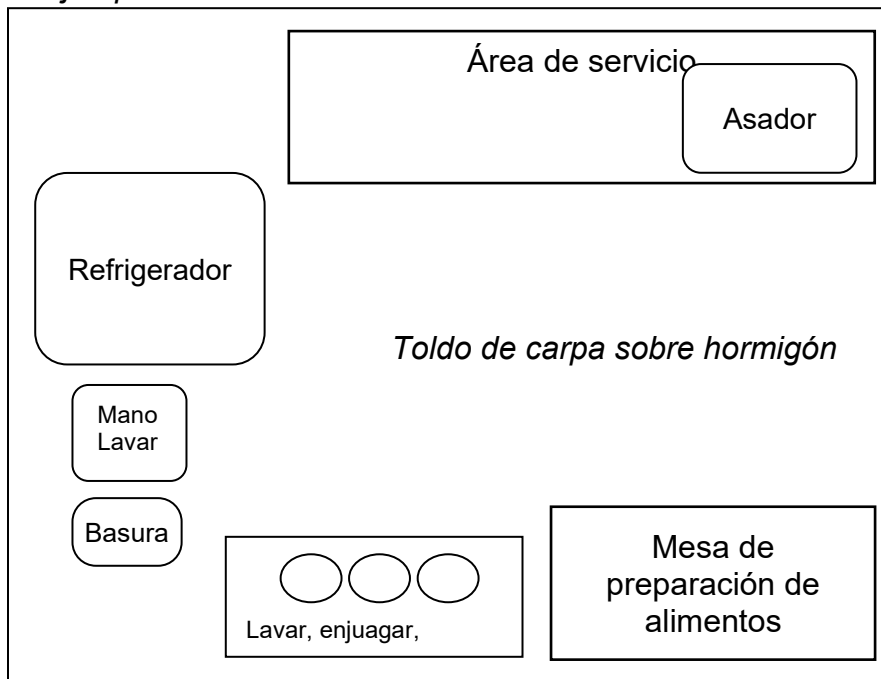 Área de servicio
Asador
Refrigerador
Toldo de carpa sobre hormigón
Mano
Lavar
Basura
Lavar, enjuagar,
Mesa de
preparación de
alimentos